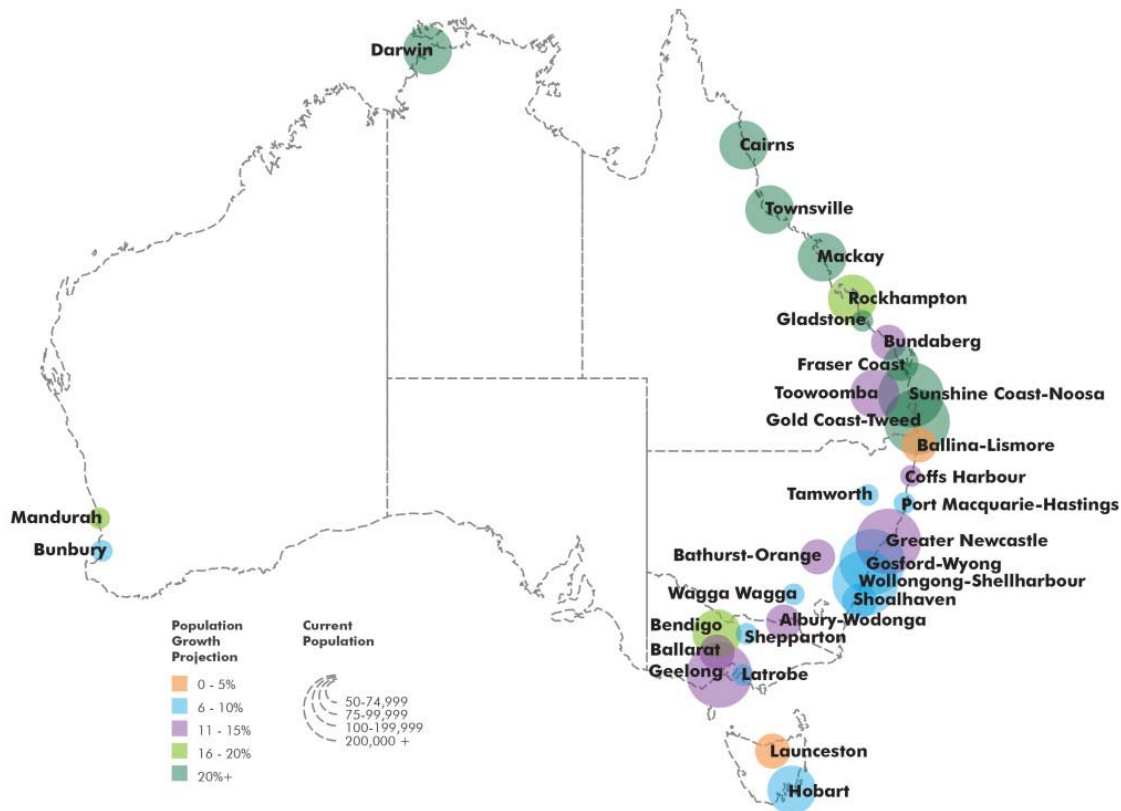 Darwin
Cairns
Townsville
Mackay
Rockhampton
Gladstone
Bundaberg
Fraser Coast
Toowoomba
Sunshine Coast-Noosa
Gold Coast-Tweed
Ballina-Lismore
Coffs Harbour
Tamworth
Port Macquarie-Hastings
Mandurah
Bunbury
Greater Newcastle
Bathurst-Orange
Gosford-Wyong
Wollongong-Shellharbour
Wagga Wagga
Shoalhaven
Albury-Wodonga
Bendigo
Shepparton
Ballarat
Geelong
Latrobe
Launceston
Hobart
Population
Growth
Projection
0 - 5%
6 - 10%
11 - 15%
16 - 20%
20%+
Current
Population
50-74,999
75-99,999
100-199,999
200,000 +